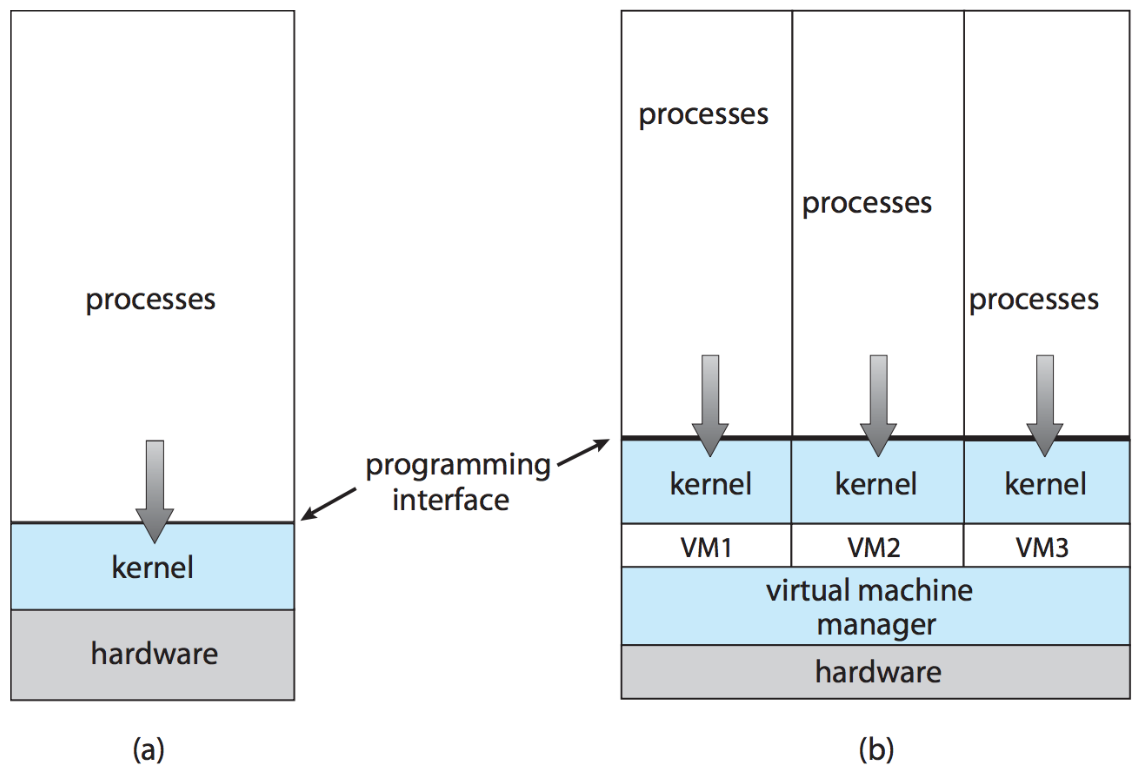 processes
kernel
hardware
(a)
programming
interface
processes
processes
processes
kernel
kernel
kernel
VM1
VM2
VM3
virtual machine
manager
hardware
(b)